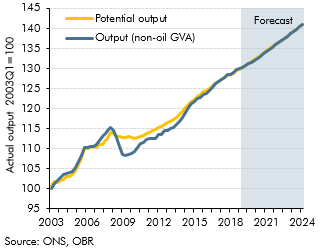 145
140
135
130
125
120
115
110
105
100
95
Actual output 2003Q1=100
Potential output
Output (non-oil GVA)
Forecast
2003 2006 2009 2012 2015 2018 2021 2024
Source: ONS, OBR